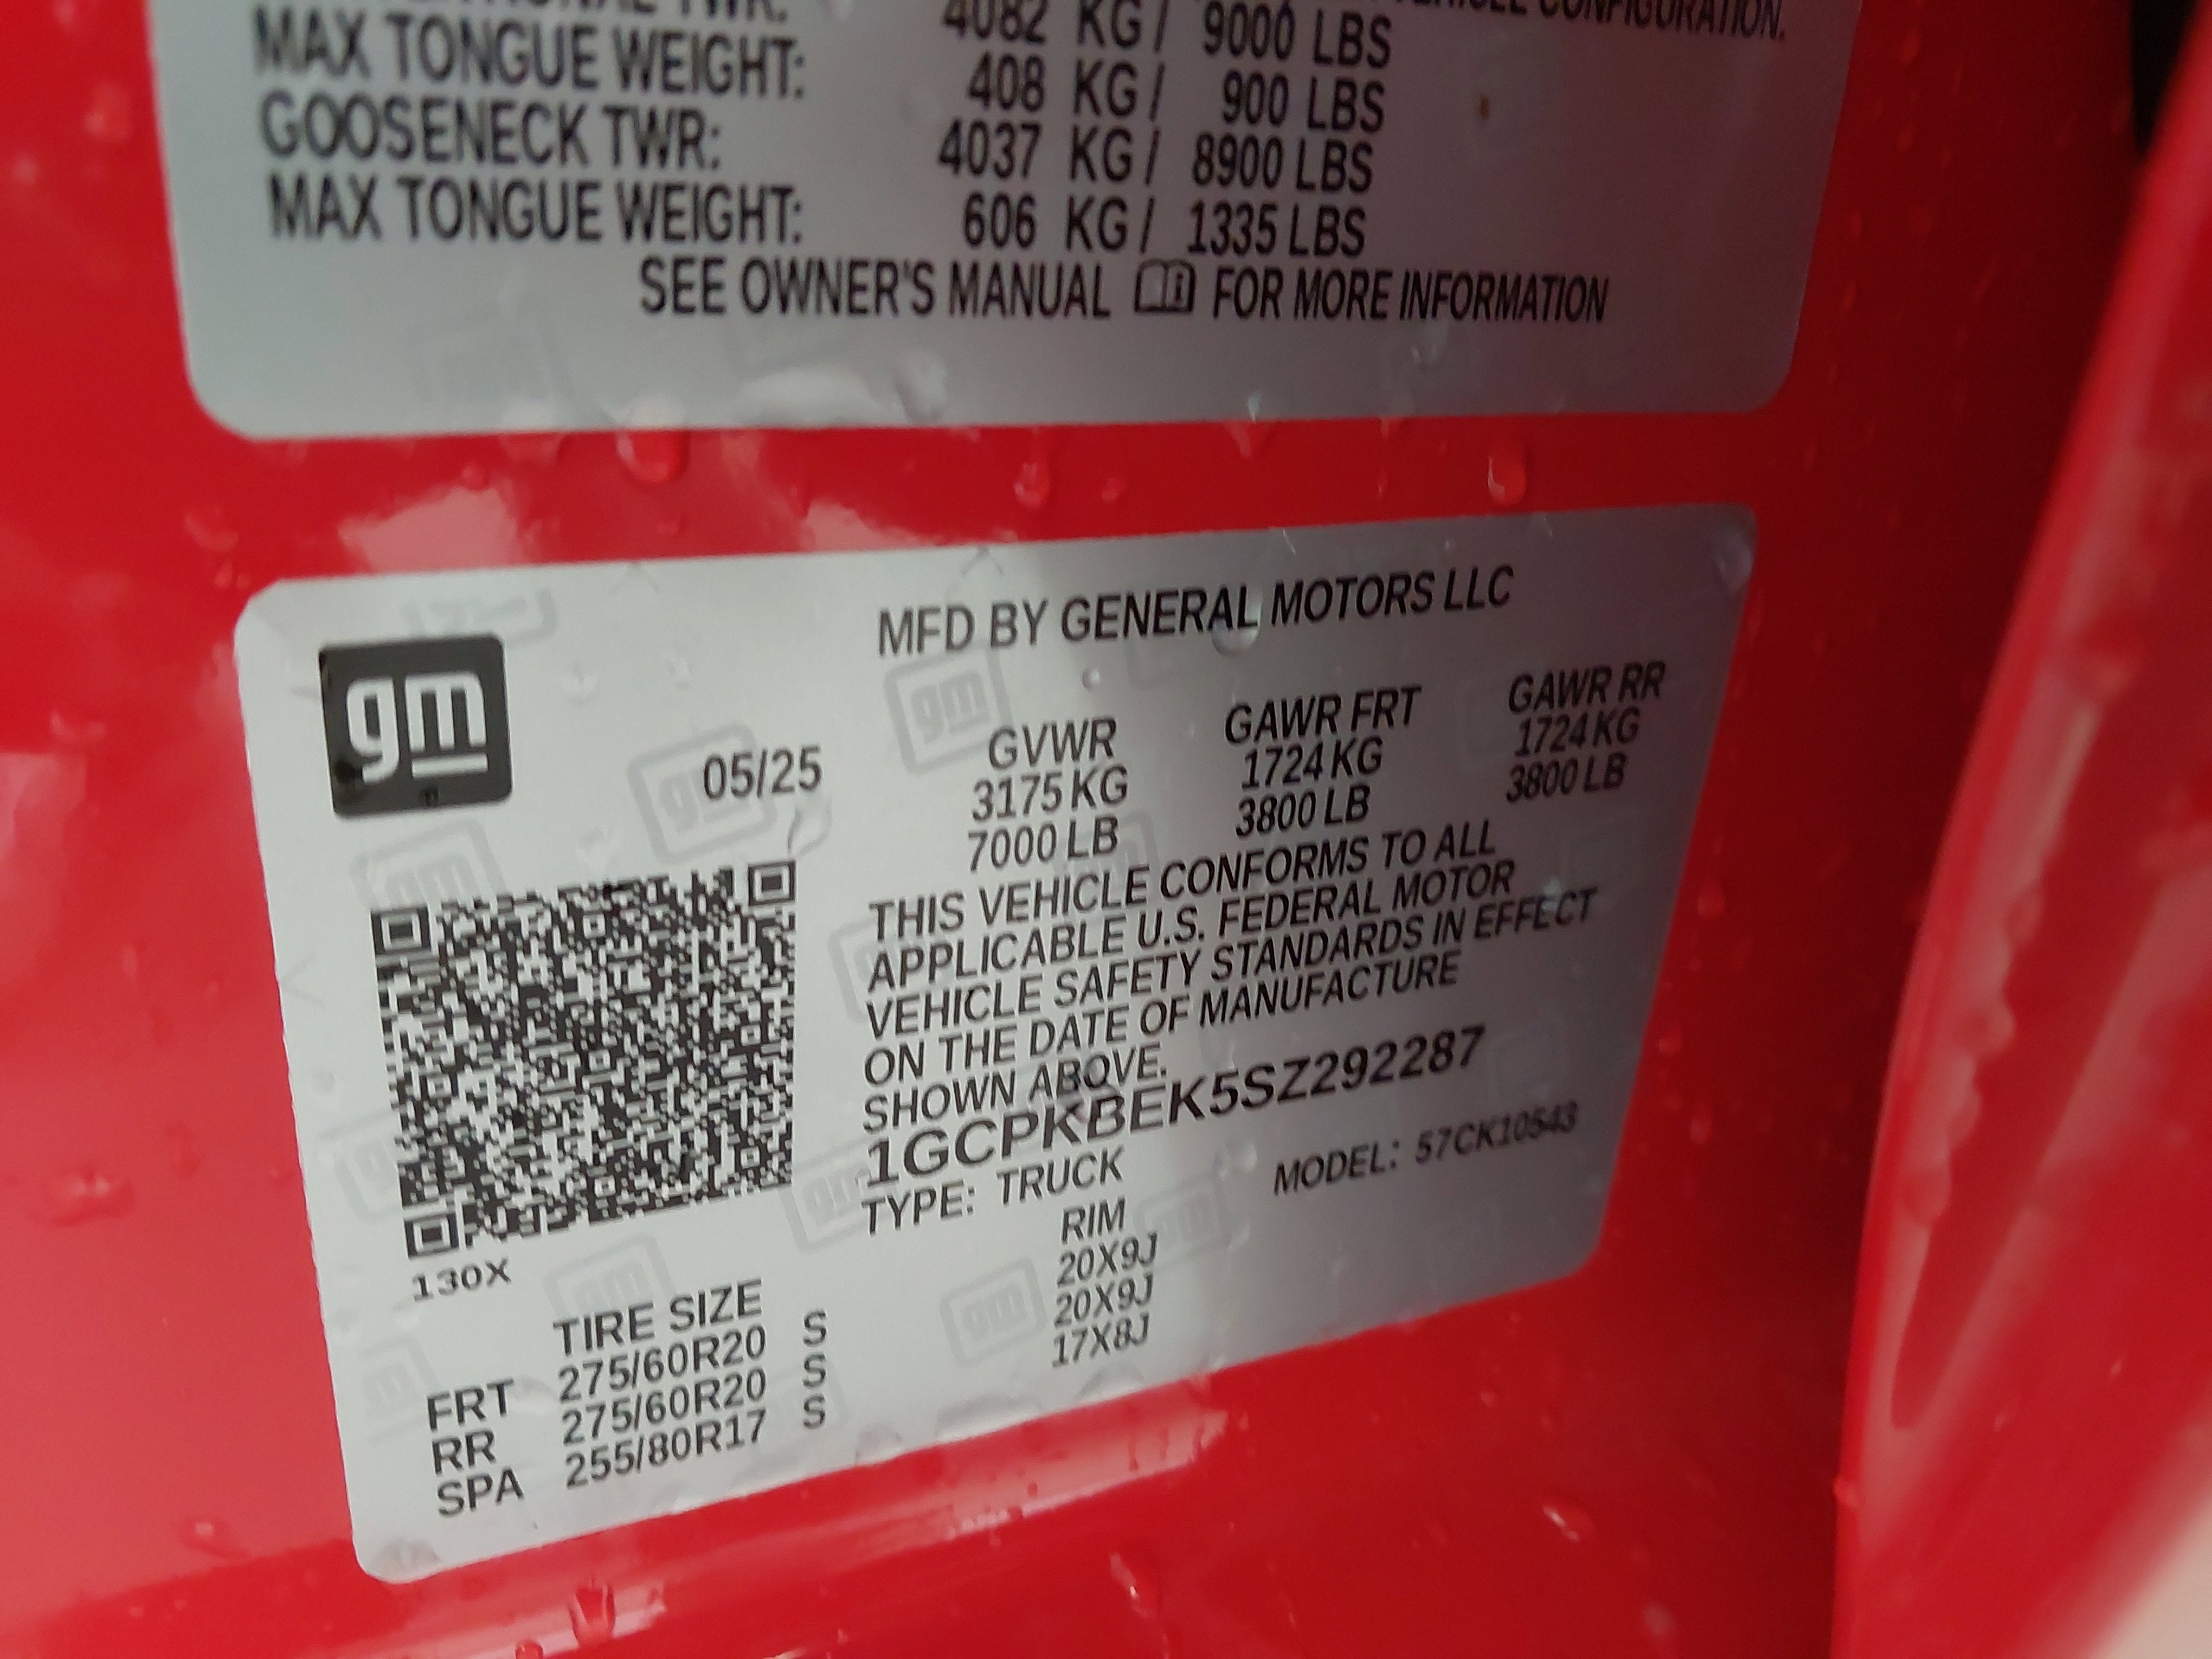 TWR: 4082 KG / 9000 LBS CONFIGURATION.
MAX TONGUE WEIGHT: 408 KG / 900 LBS
GOOSENECK TWR: 4037 KG / 8900 LBS
MAX TONGUE WEIGHT: 606 KG / 1335 LBS
SEE OWNER'S MANUAL FOR MORE INFORMATION
gm
MFD BY GENERAL MOTORS LLC
05/25
GVWR GAWR FRT GAWR RR
3175 KG 1724 KG 1724 KG
7000 LB 3800 LB 3800 LB
THIS VEHICLE CONFORMS TO ALL
APPLICABLE U.S. FEDERAL MOTOR
VEHICLE SAFETY STANDARDS IN EFFECT
ON THE DATE OF MANUFACTURE
SHOWN ABOVE.
1GCPKBEK5SZ292287
TYPE: TRUCK MODEL: 57CK10543
130X
TIRE SIZE RIM
FRT 275/60R20 S 20X9J
RR 275/60R20 S 20X9J
SPA 255/80R17 S 17X8J